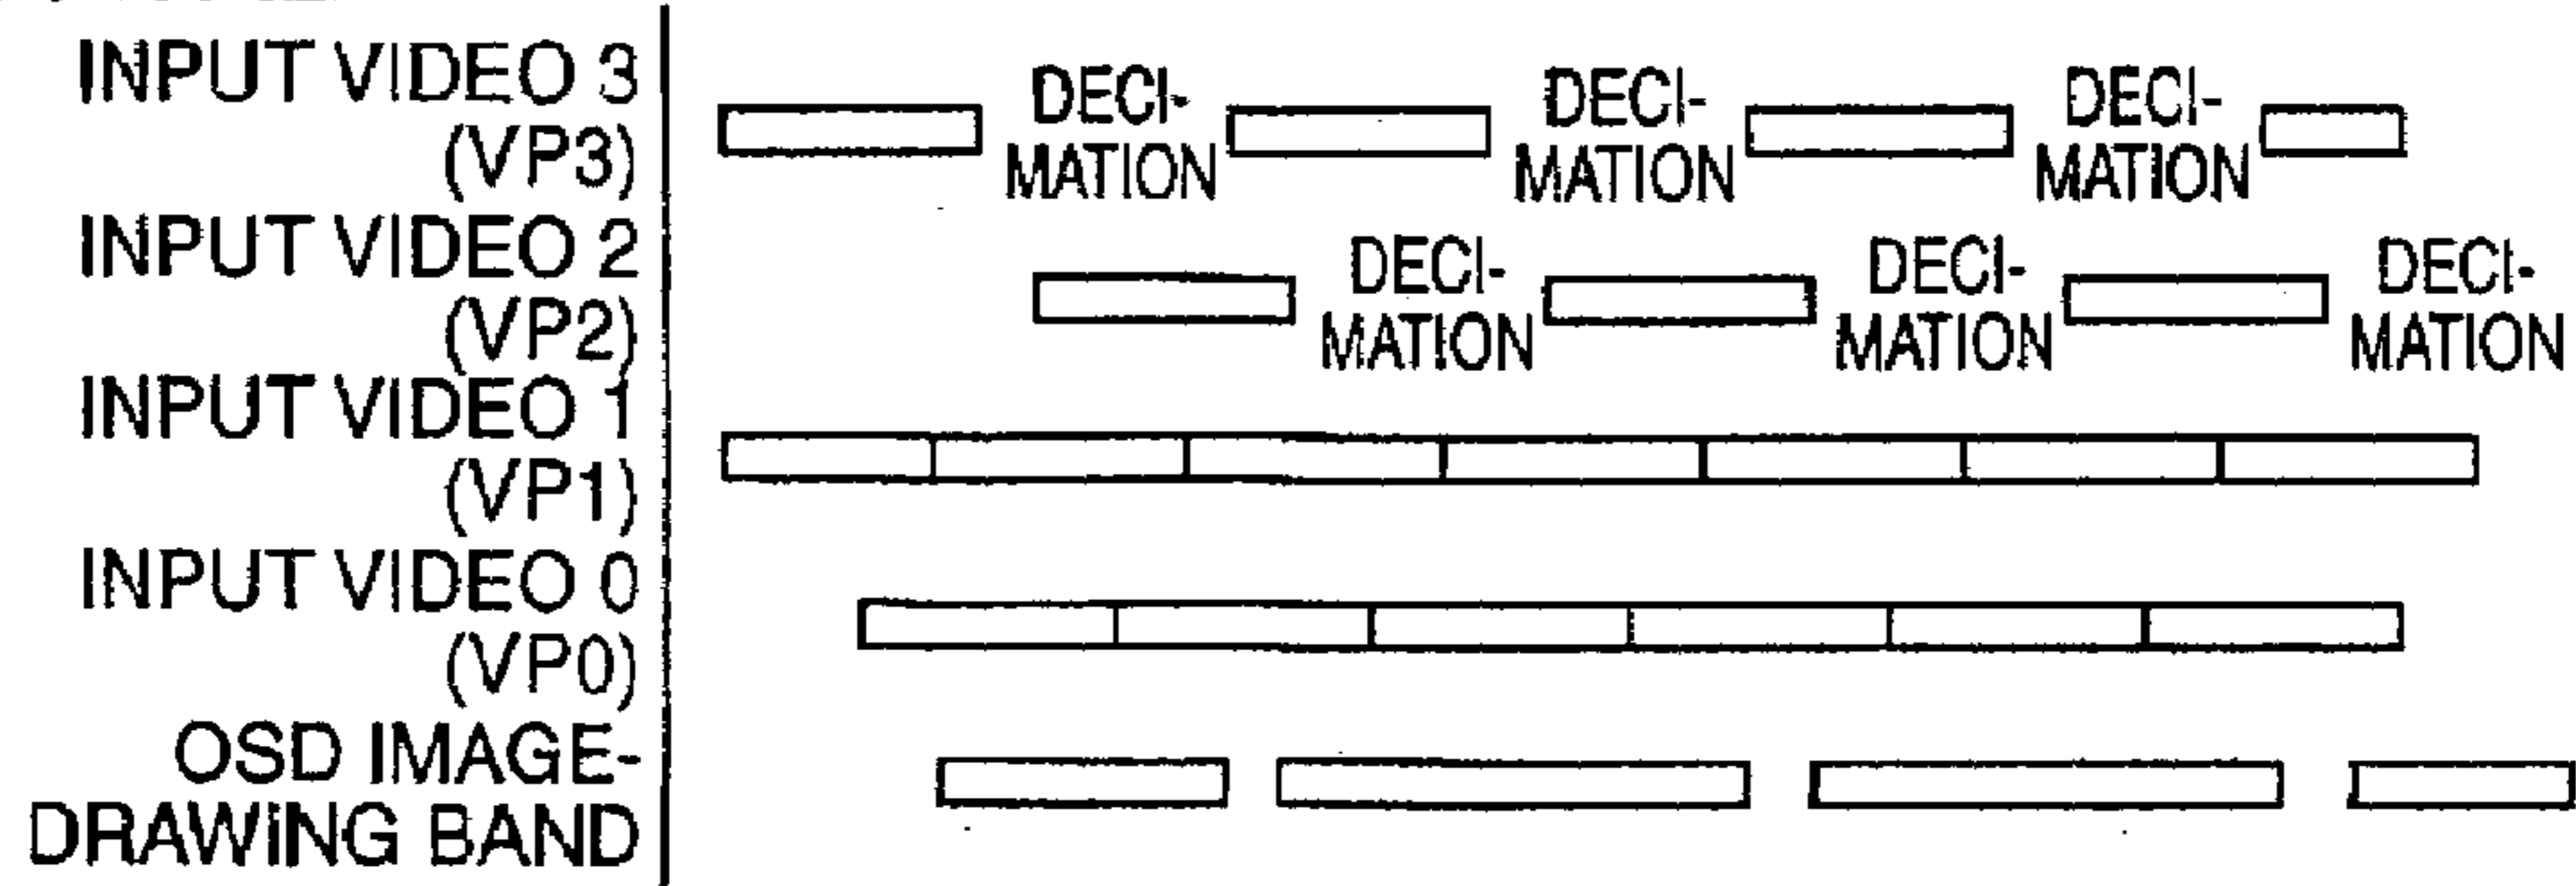 INPUT VIDEO 3
(VP3)
DECI-
MATION
DECI-
MATION
DECI-
MATION
INPUT VIDEO 2
(VP2)
DECI-
MATION
DECI-
MATION
DECI-
MATION
INPUT VIDEO 1
(VP1)
INPUT VIDEO 0
(VP0)
OSD IMAGE-
DRAWING BAND